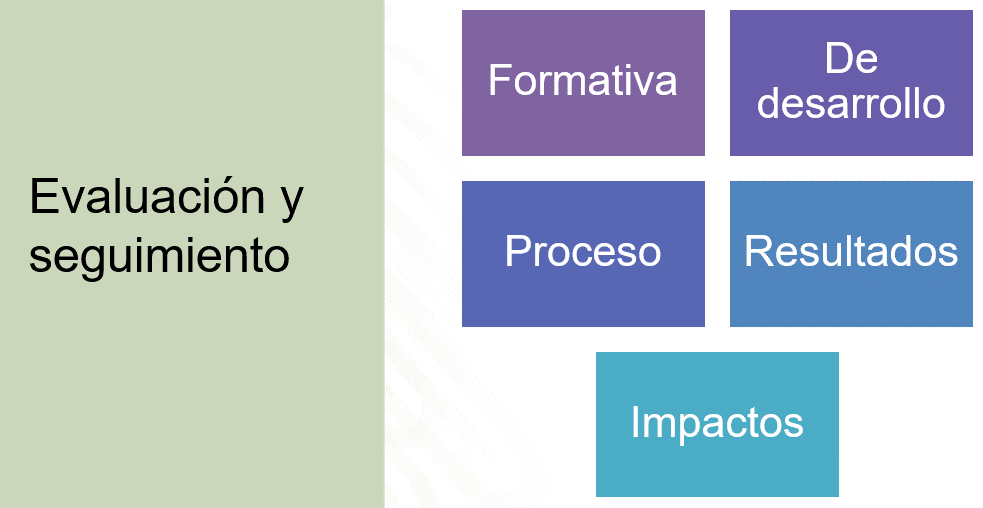 Evaluación y
seguimiento
Formativa
De
desarrollo
Proceso
Resultados
Impactos